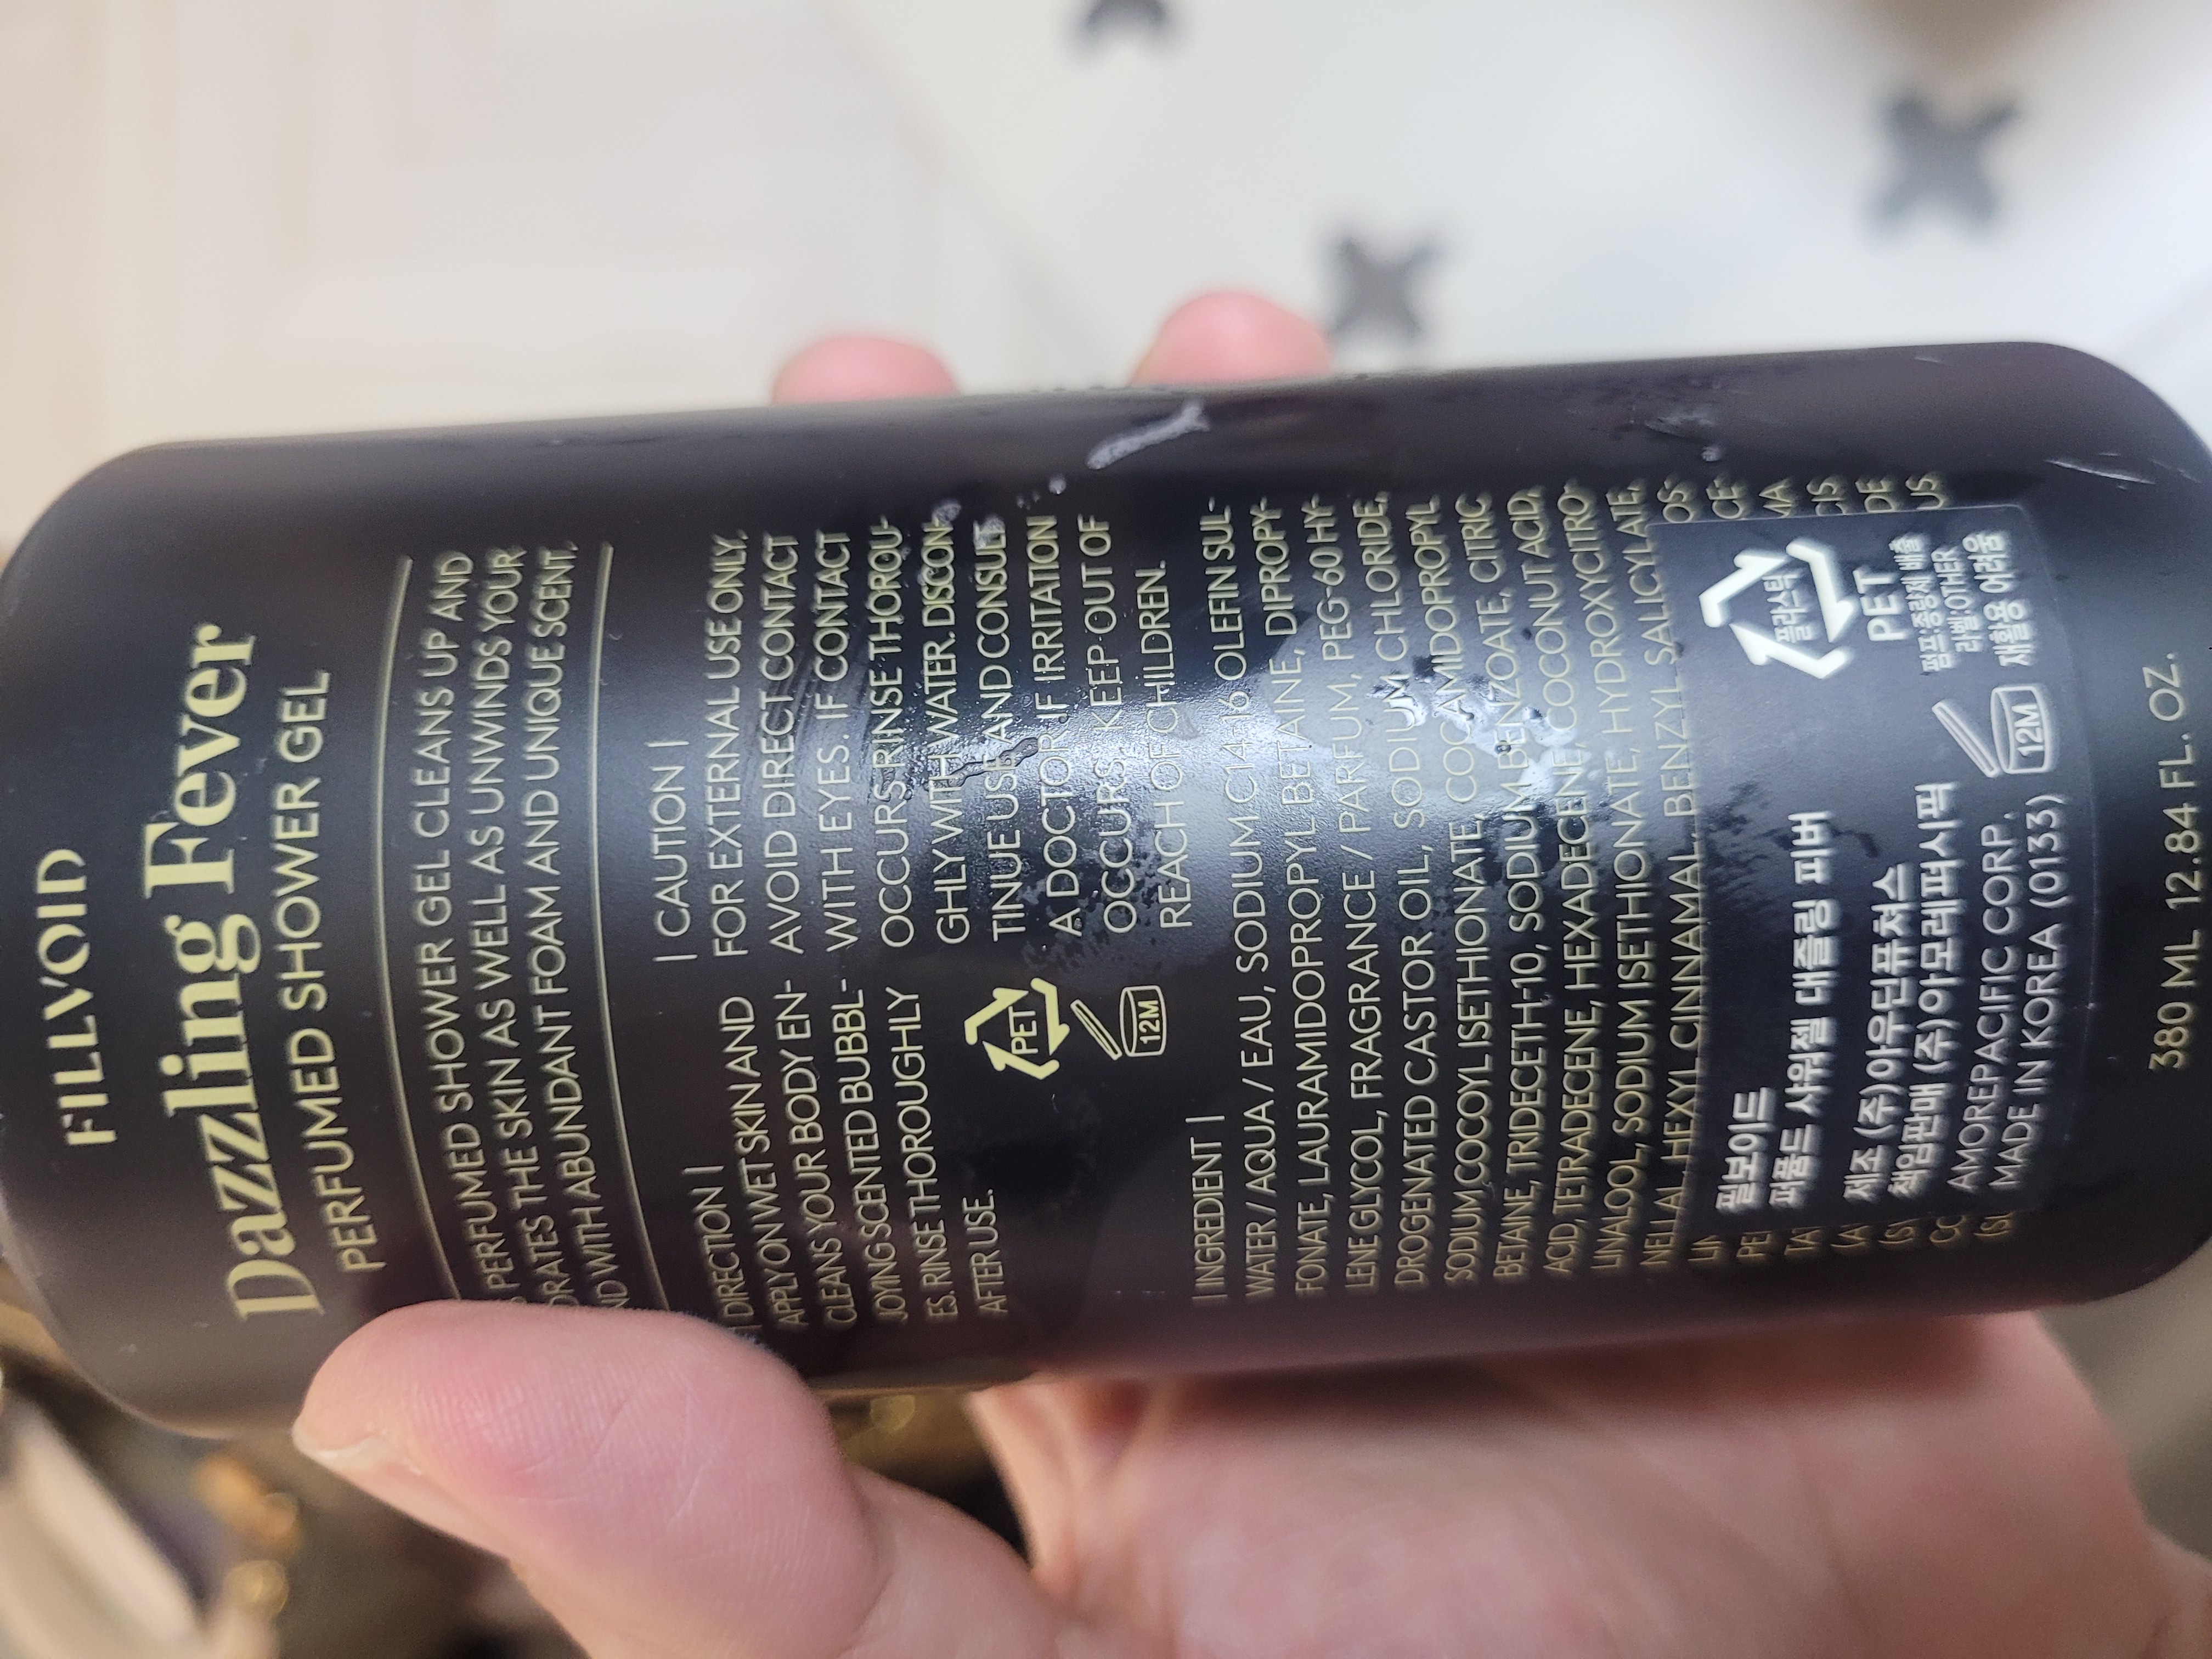 FILLVOID
Dazzling Fever
PERFUMED SHOWER GEL
PERFUMED SHOWER GEL CLEANS UP AND
DRATES THE SKIN AS WELL AS UNWINDS YOUR
ND WITH ABUNDANT FOAM AND UNIQUE SCENT.
| DIRECTION |
APPLY ON WET SKIN AND
CLEANS YOUR BODY EN-
JOYING SCENTED BUBBL-
ES. RINSE THOROUGHLY
AFTER USE.
| CAUTION |
FOR EXTERNAL USE ONLY.
AVOID DIRECT CONTACT
WITH EYES. IF CONTACT
OCCURS RINSE THOROU-
GHLY WITH WATER. DISCON-
TINUE USE AND CONSULT
A DOCTOR IF IRRITATION
OCCURS. KEEP OUT OF
REACH OF CHILDREN.
PET
12M
| INGREDIENT |
WATER / AQUA / EAU, SODIUM C14-16 OLEFIN SUL-
FONATE, LAURAMIDOPROPYL BETAINE, DIPROPY-
LENE GLYCOL, FRAGRANCE / PARFUM, PEG-60 HY-
DROGENATED CASTOR OIL, SODIUM CHLORIDE,
SODIUM COCOYL ISETHIONATE, COCAMIDOPROPYL
BETAINE, TRIDECETH-10, SODIUM BENZOATE, CITRIC
ACID, TETRADECENE, HEXADECENE, COCONUT ACID,
LINALOOL, SODIUM ISETHIONATE, HYDROXYCITRO-
NELLAL, HEXYL CINNAMAL, BENZYL SALICYLATE,
필보이드
퍼퓸드 샤워젤 대즐링 피버
제조 (주)아우딘퓨쳐스
책임판매 (주)아모레퍼시픽
AMOREPACIFIC CORP.
MADE IN KOREA (0133)
12M
플라스틱
PET
펌프:종량제 배출
라벨:OTHER
재활용 어려움
380 ML 12.84 FL. OZ.